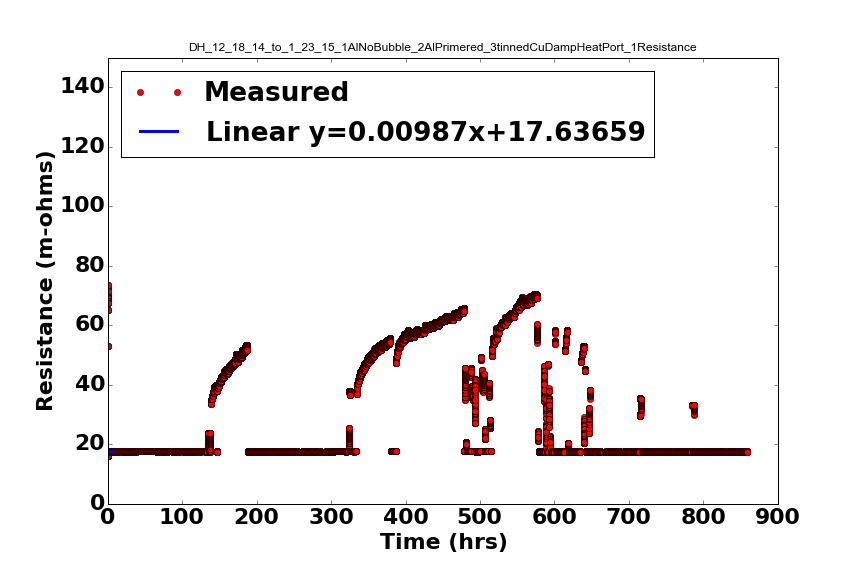 DH_12_18_14_to_1_23_15_1AlNoBubble_2AlPrimered_3tinnedCuDampHeatPort_1Resistance
Measured
Linear y=0.00987x+17.63659
Resistance (m-ohms)
140
120
100
80
60
40
20
0
0 100 200 300 400 500 600 700 800 900
Time (hrs)